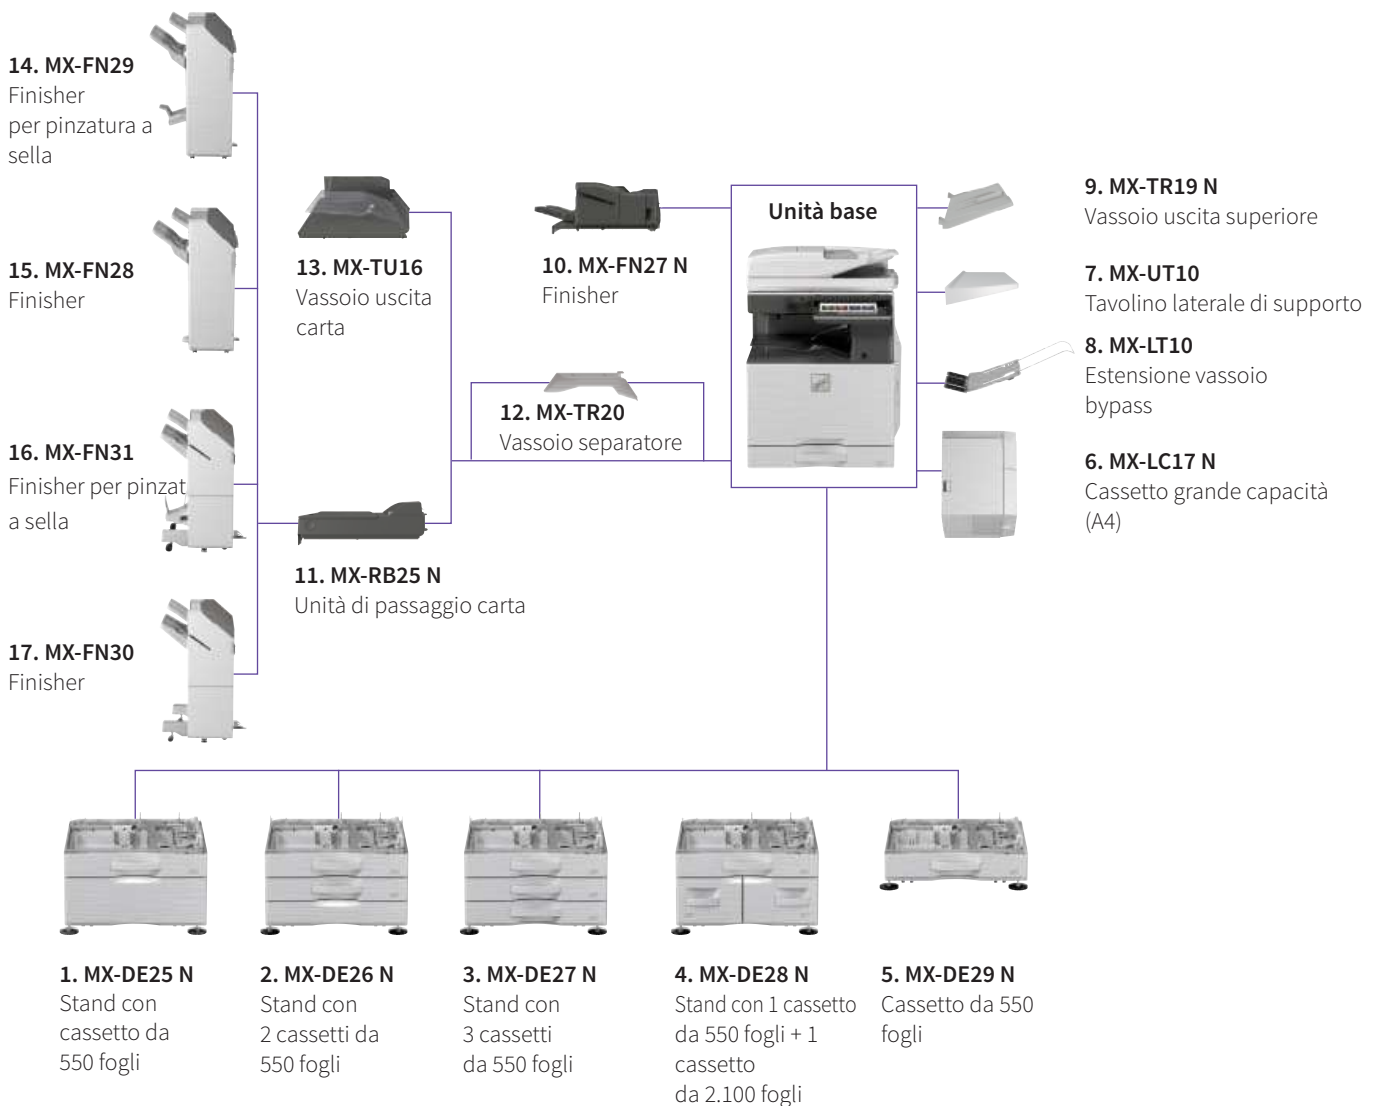 14. MX-FN29
Finisher
per pinzatura a
sella
15. MX-FN28
Finisher
16. MX-FN31
Finisher per pinzat
a sella
17. MX-FN30
Finisher
13. MX-TU16
Vassoio uscita
carta
10. MX-FN27 N
Finisher
12. MX-TR20
Vassoio separatore
11. MX-RB25 N
Unità di passaggio carta
Unità base
9. MX-TR19 N
Vassoio uscita superiore
7. MX-UT10
Tavolino laterale di supporto
8. MX-LT10
Estensione vassoio
bypass
6. MX-LC17 N
Cassetto grande capacità
(A4)
1. MX-DE25 N
Stand con
cassetto da
550 fogli
2. MX-DE26 N
Stand con
2 cassetti da
550 fogli
3. MX-DE27 N
Stand con
3 cassetti
da 550 fogli
4. MX-DE28 N
Stand con 1 cassetto
da 550 fogli + 1
cassetto
da 2.100 fogli
5. MX-DE29 N
Cassetto da 550
fogli